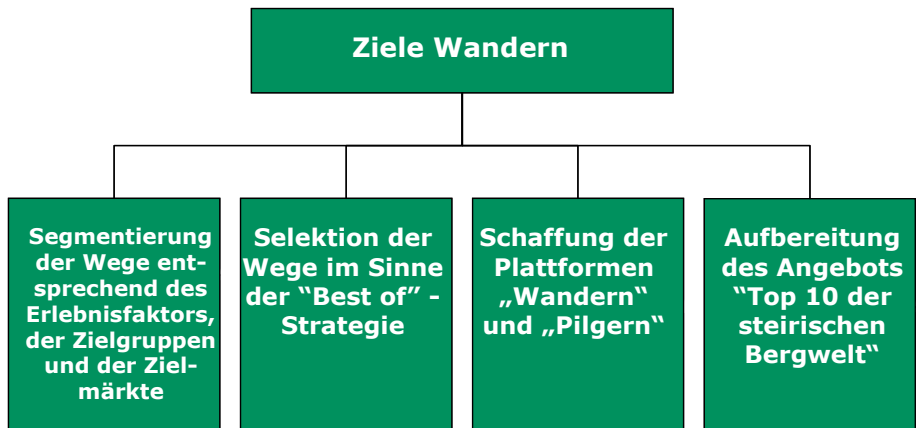 Ziele Wandern
Segmentierung
der Wege ent-
sprechend des
Erlebnisfaktors,
der Zielgruppen
und der Ziel-
märkte
Selektion der
Wege im Sinne
der “Best of” -
Strategie
Schaffung der
Plattformen
„Wandern“
und „Pilgern“
Aufbereitung
des Angebots
“Top 10 der
steirischen
Bergwelt“